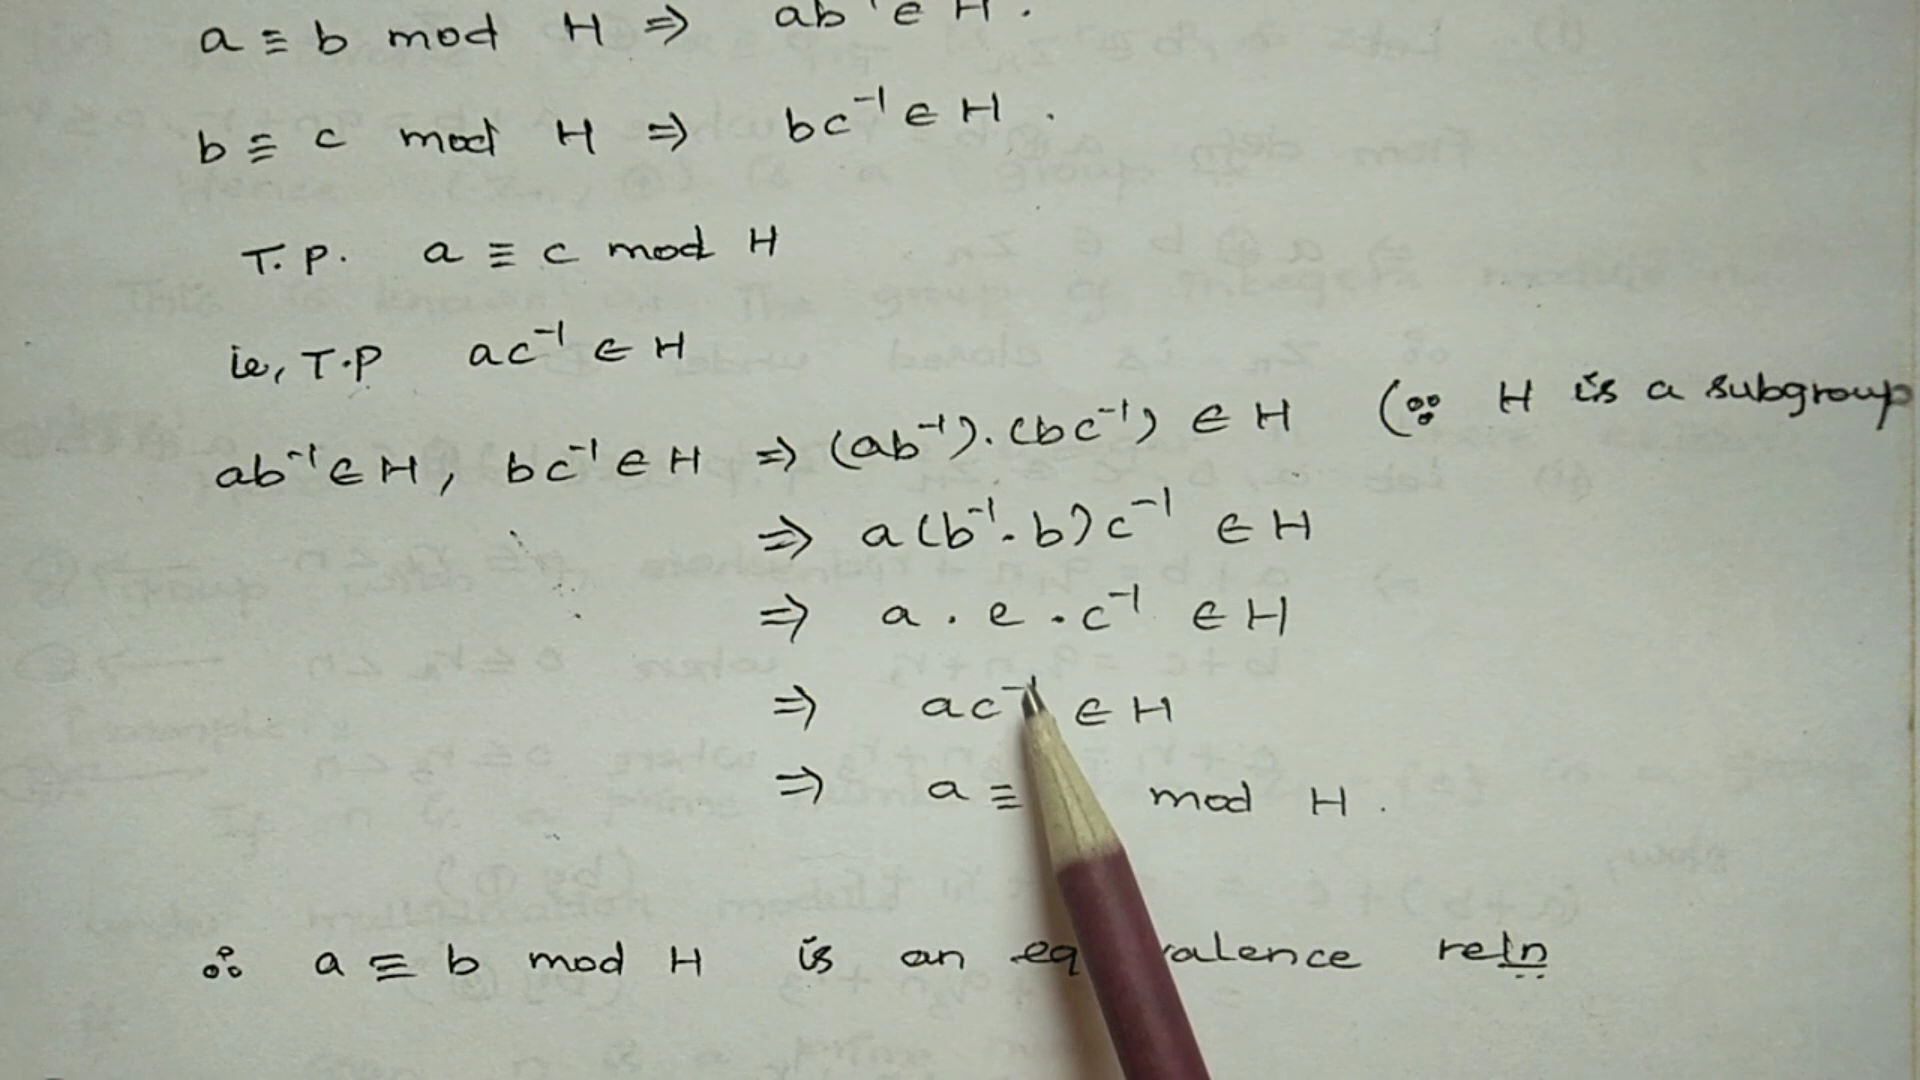 a ≡ b mod H ⇒ ab⁻¹ ∈ H.
b ≡ c mod H ⇒ bc⁻¹ ∈ H.
T.P. a ≡ c mod H
ie, T.P ac⁻¹ ∈ H
ab⁻¹ ∈ H, bc⁻¹ ∈ H ⇒ (ab⁻¹).(bc⁻¹) ∈ H (∵ H is a subgroup
⇒ a(b⁻¹.b)c⁻¹ ∈ H
⇒ a . e . c⁻¹ ∈ H
⇒ ac⁻¹ ∈ H
⇒ a ≡ mod H.
∴ a ≡ b mod H is an eq valence reln